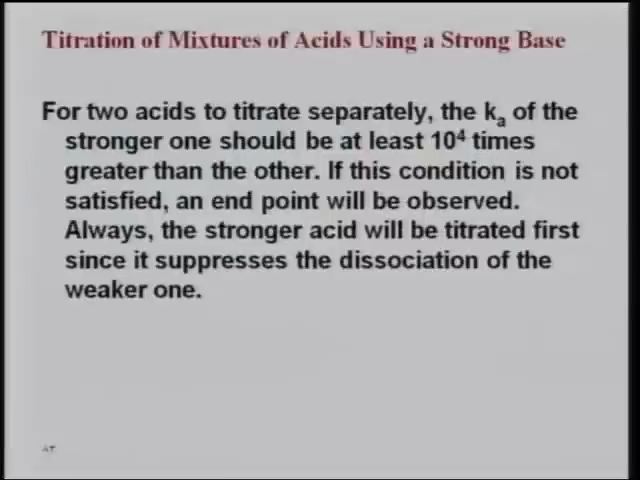 Titration of Mixtures of Acids Using a Strong Base
For two acids to titrate separately, the kₐ of the
stronger one should be at least 10⁴ times
greater than the other. If this condition is not
satisfied, an end point will be observed.
Always, the stronger acid will be titrated first
since it suppresses the dissociation of the
weaker one.
٨٣